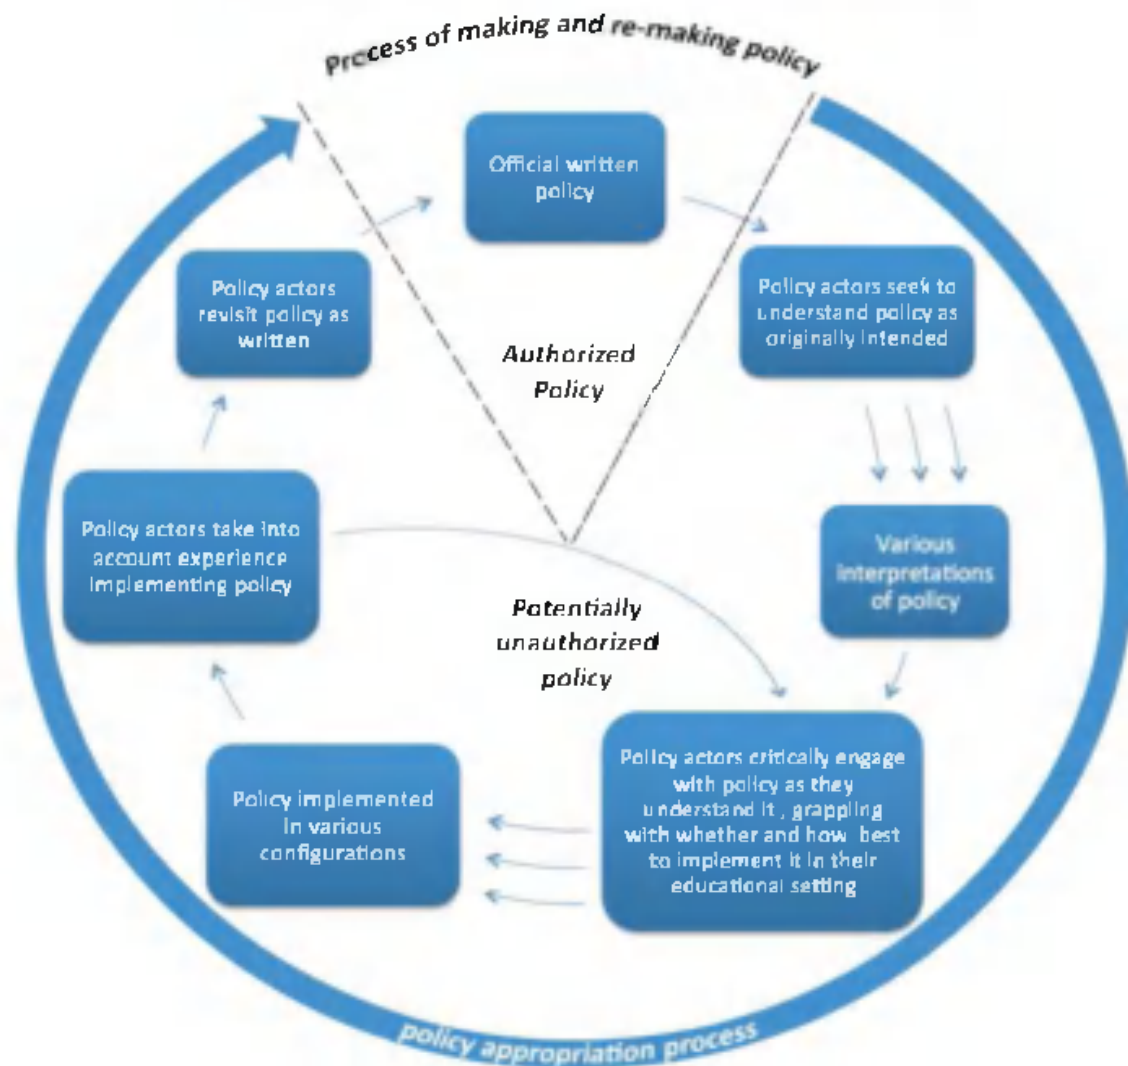 Process of making and re-making policy
Official written
policy
Policy actors seek to
understand policy as
originally intended
Various
interpretations
of policy
Policy actors critically engage
with policy as they
understand it , grappling
with whether and how best
to implement it in their
educational setting
Policy implemented
in various
configurations
Policy actors take into
account experience
implementing policy
Policy actors
revisit policy as
written
Authorized
Policy
Potentially
unauthorized
policy
policy appropriation process